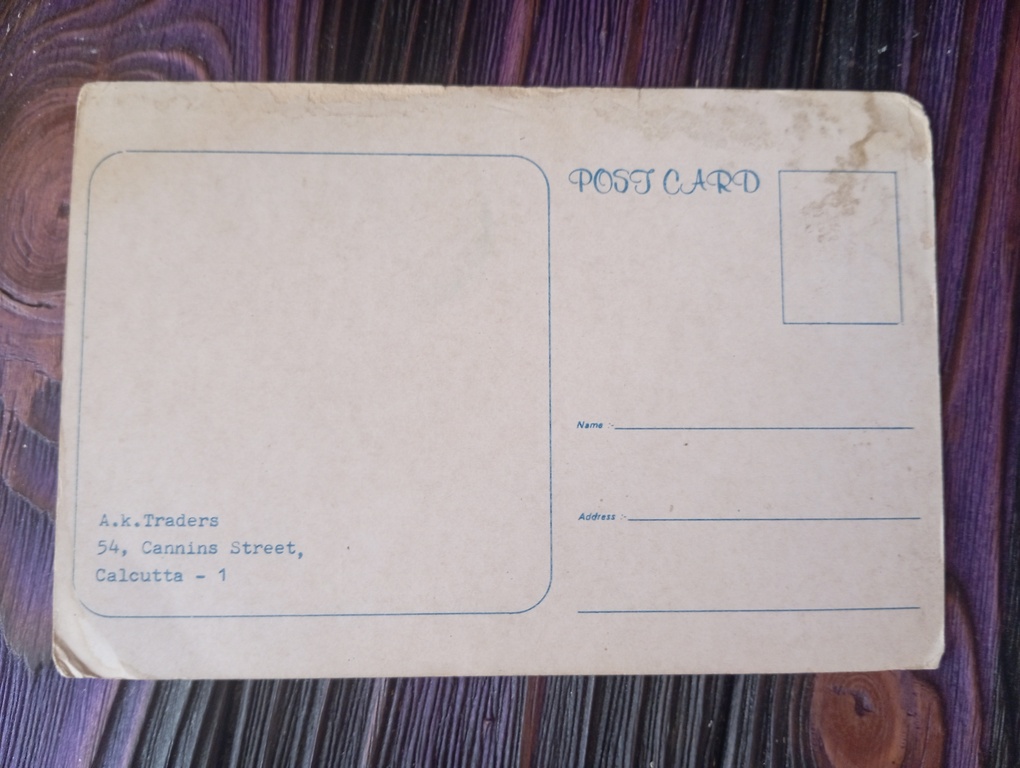 POST CARD
Name :-
Address :-
A.k.Traders
54, Cannins Street,
Calcutta - 1